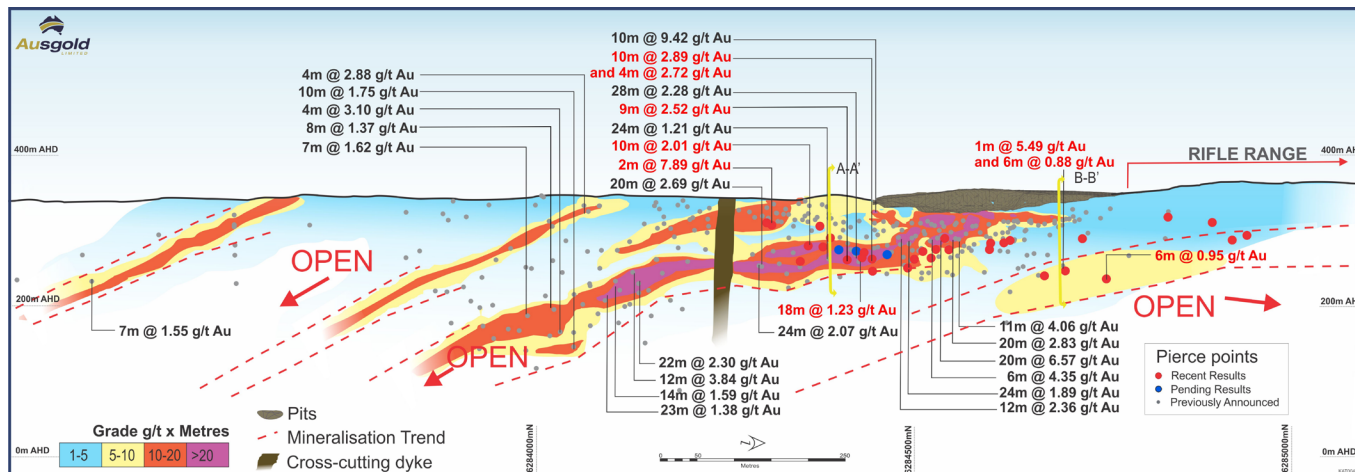 Ausgold
LIMITED
10m @ 9.42 g/t Au
10m @ 2.89 g/t Au
and 4m @ 2.72 g/t Au
28m @ 2.28 g/t Au
9m @ 2.52 g/t Au
24m @ 1.21 g/t Au
10m @ 2.01 g/t Au
2m @ 7.89 g/t Au
20m @ 2.69 g/t Au
4m @ 2.88 g/t Au
10m @ 1.75 g/t Au
4m @ 3.10 g/t Au
8m @ 1.37 g/t Au
7m @ 1.62 g/t Au
1m @ 5.49 g/t Au
and 6m @ 0.88 g/t Au
400m AHD
400m AH
RIFLE RANGE
A-A'
B-B'
OPEN
6m @ 0.95 g/t Au
200m AHD
200m AH
OPEN
18m @ 1.23 g/t Au
7m @ 1.55 g/t Au
24m @ 2.07 g/t Au
OPEN
11m @ 4.06 g/t Au
20m @ 2.83 g/t Au
20m @ 6.57 g/t Au
6m @ 4.35 g/t Au
24m @ 1.89 g/t Au
12m @ 2.36 g/t Au
22m @ 2.30 g/t Au
12m @ 3.84 g/t Au
14m @ 1.59 g/t Au
23m @ 1.38 g/t Au
Pierce points
Recent Results
Pending Results
Previously Announced
Pits
Mineralisation Trend
Cross-cutting dyke
Grade g/t x Metres
1-5 5-10 10-20 >20
0m AHD
0m AH
6284000mN
6284500mN
6285000mN
N
0 250
Metres